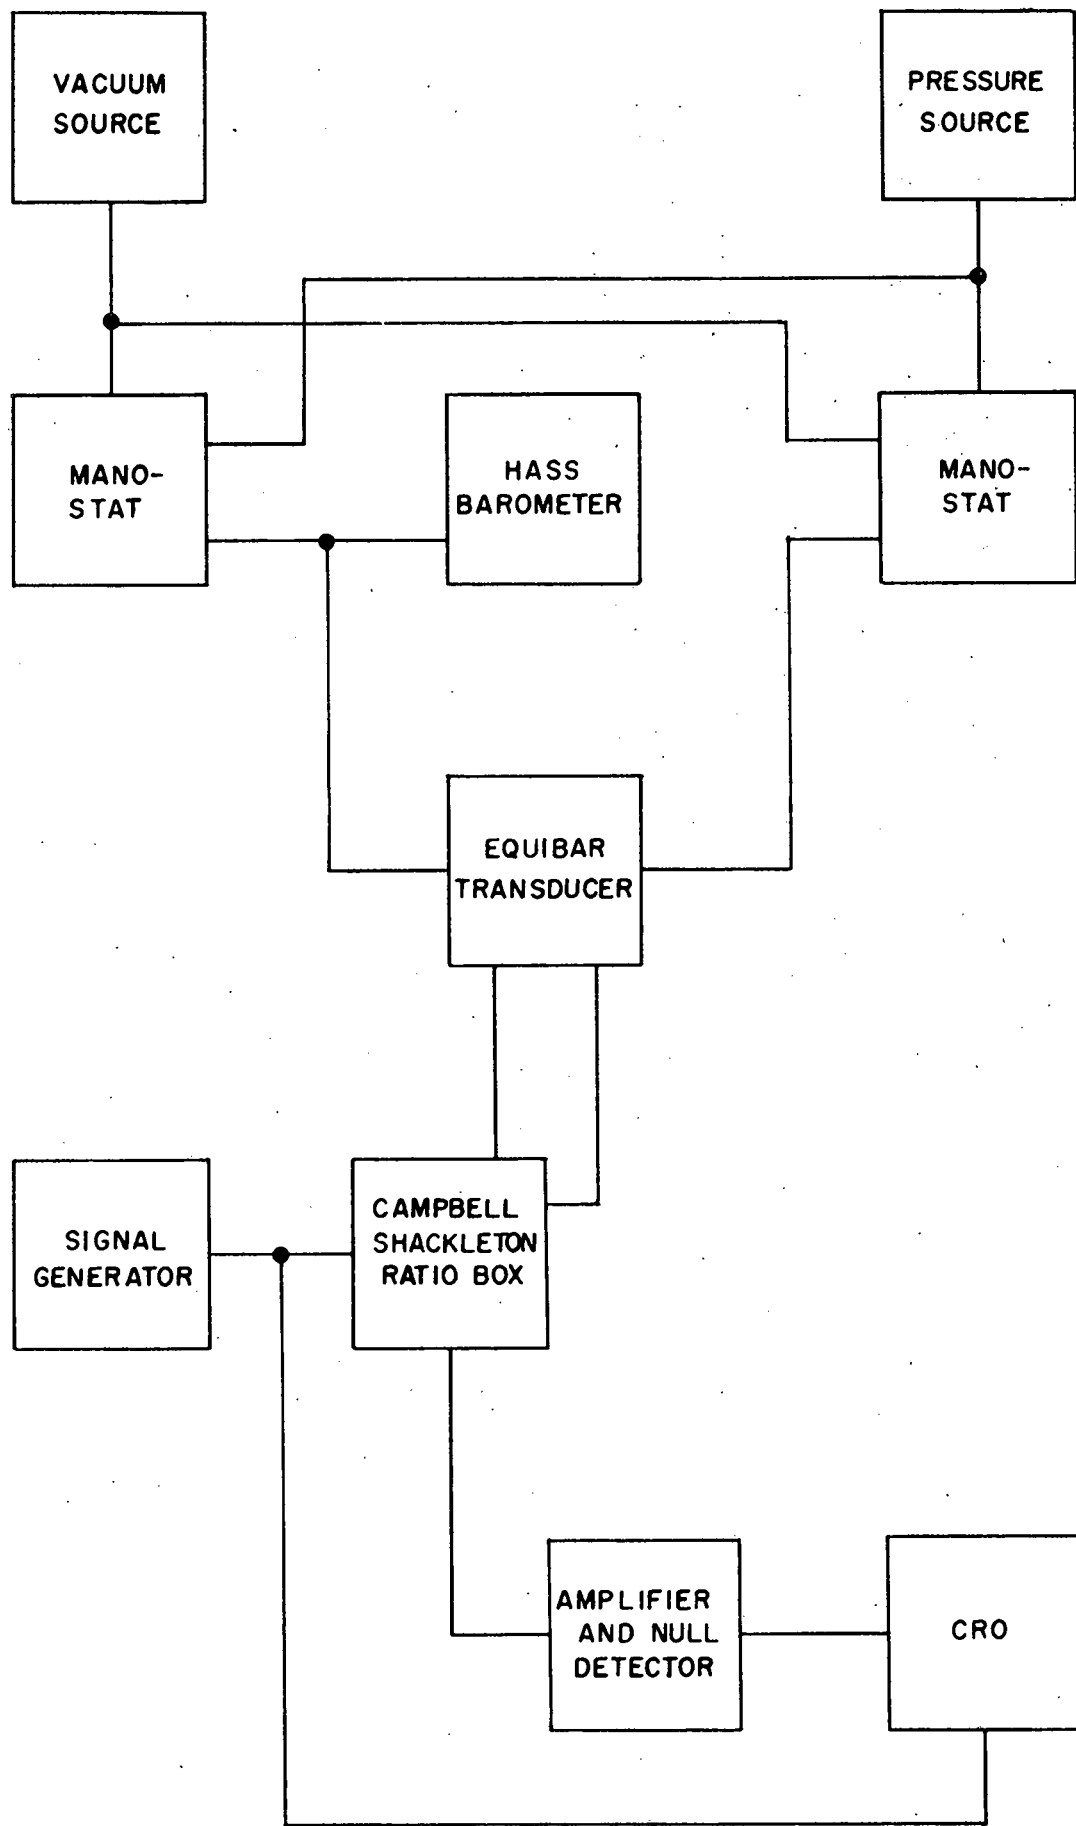 VACUUM
SOURCE
PRESSURE
SOURCE
MANO-
STAT
HASS
BAROMETER
MANO-
STAT
EQUIBAR
TRANSDUCER
SIGNAL
GENERATOR
CAMPBELL
SHACKLETON
RATIO BOX
AMPLIFIER
AND NULL
DETECTOR
CRO